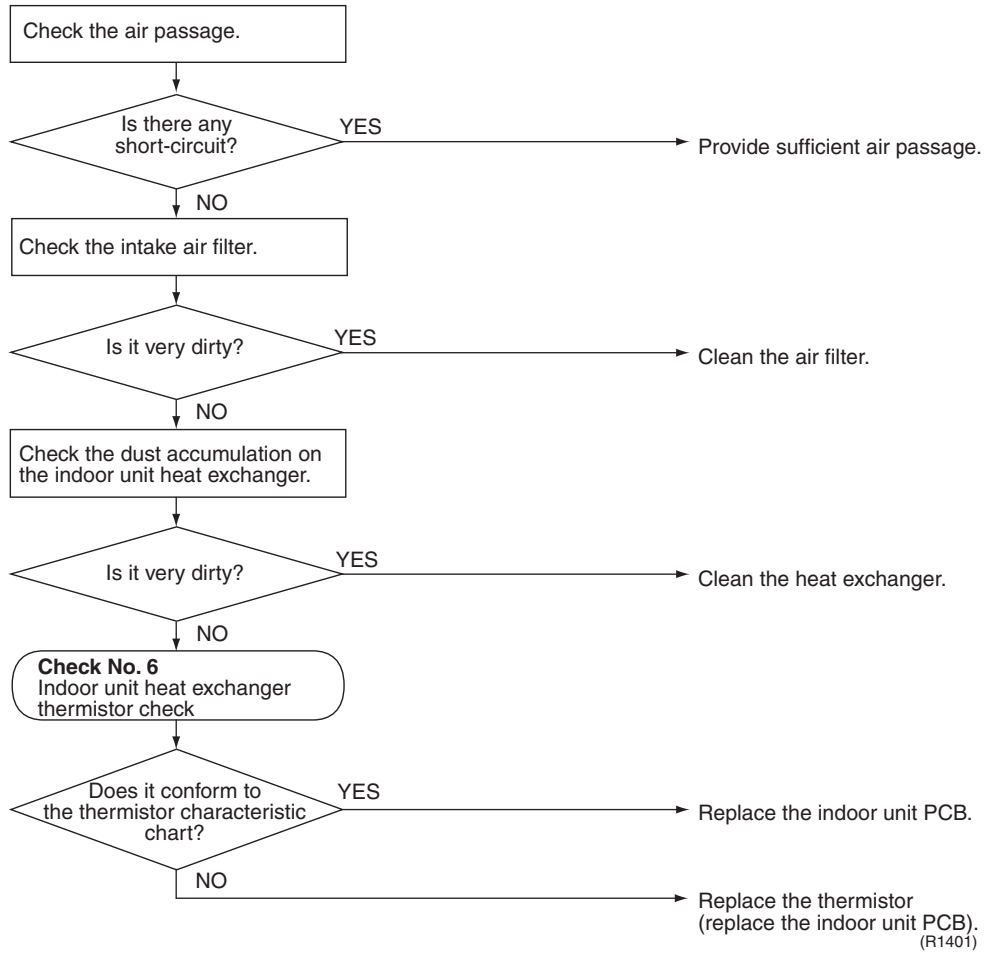 Check the air passage.
Is there any
short-circuit?
YES
Provide sufficient air passage.
NO
Check the intake air filter.
Is it very dirty?
YES
Clean the air filter.
NO
Check the dust accumulation on
the indoor unit heat exchanger.
Is it very dirty?
YES
Clean the heat exchanger.
NO
Check No. 6
Indoor unit heat exchanger
thermistor check
Does it conform to
the thermistor characteristic
chart?
YES
Replace the indoor unit PCB.
NO
Replace the thermistor
(replace the indoor unit PCB).
(R1401)